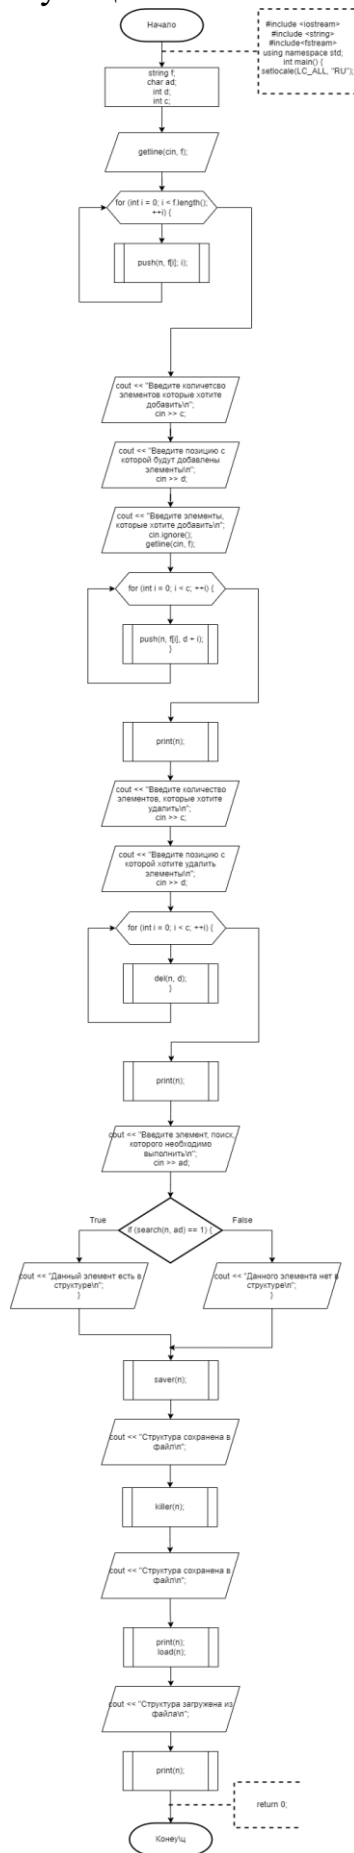 Начало
#include <iostream>
#include <string>
#include<fstream>
using namespace std;
int main() {
setlocale(LC_ALL, "RU");
string f;
char ad;
int d;
int c;
getline(cin, f);
for (int i = 0; i < f.length();
++i) {
push(n, f[i]; i);
cout << "Введите количетсво
элементов которые хотите
добавить\n";
cin >> c;
cout << "Введите позицию с
которой будут добавлены
элементы\n";
cin >> d;
cout << "Введите элементы,
которые хотите добавить\n";
cin.ignore();
getline(cin, f);
for (int i = 0; i < c; ++i) {
push(n, f[i], d + i);
}
print(n);
cout << "Введите количество
элементов, которые хотите
удалить\n";
cin >> c;
cout << "Введите позицию с
которой хотите удалить
элементы\n";
cin >> d;
for (int i = 0; i < c; ++i) {
del(n, d);
}
print(n);
cout << "Введите элемент, поиск,
которого необходимо
выполнить\n";
cin >> ad;
if (search(n, ad) == 1) {
True
False
cout << "Данный элемент есть в
структуре\n";
}
cout << "Данного элемента нет в
структуре\n";
}
saver(n);
cout << "Структура сохранена в
файл\n";
killer(n);
cout << "Структура сохранена в
файл\n";
print(n);
load(n);
cout << "Структура загружена из
файла\n";
print(n);
return 0;
Конец\щ